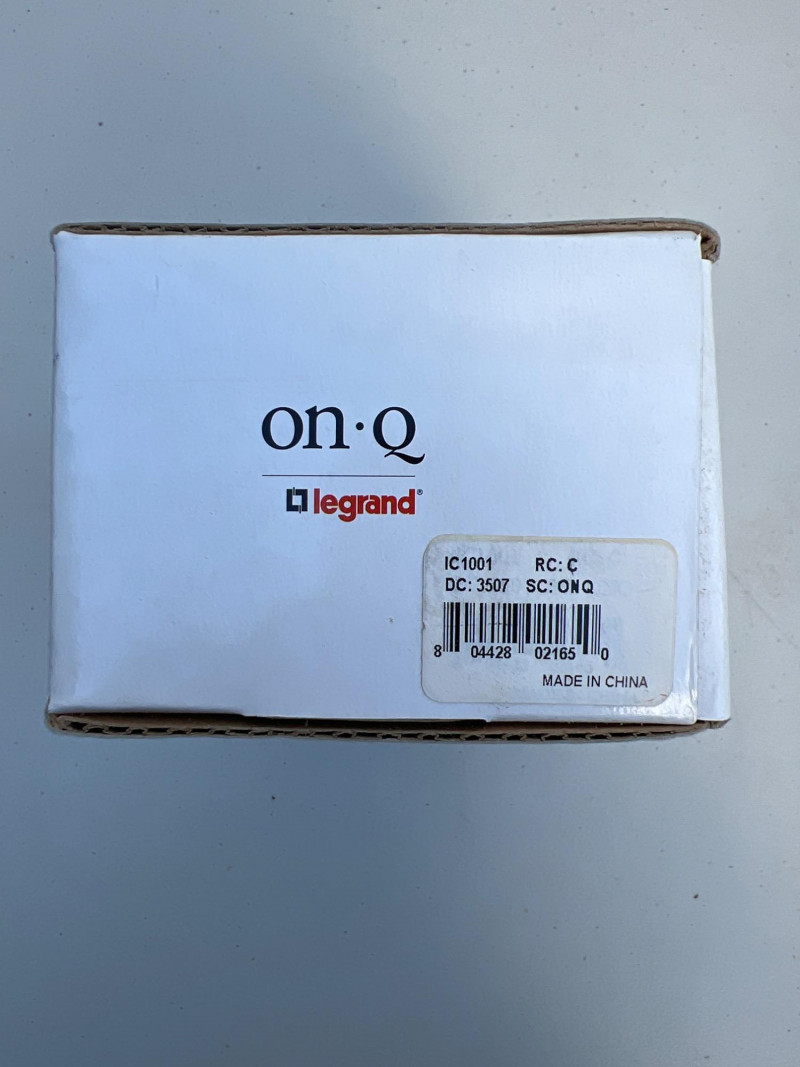 on·Q
legrand®
IC1001 RC: C
DC: 3507 SC: ONQ
8 04428 02165 0
MADE IN CHINA